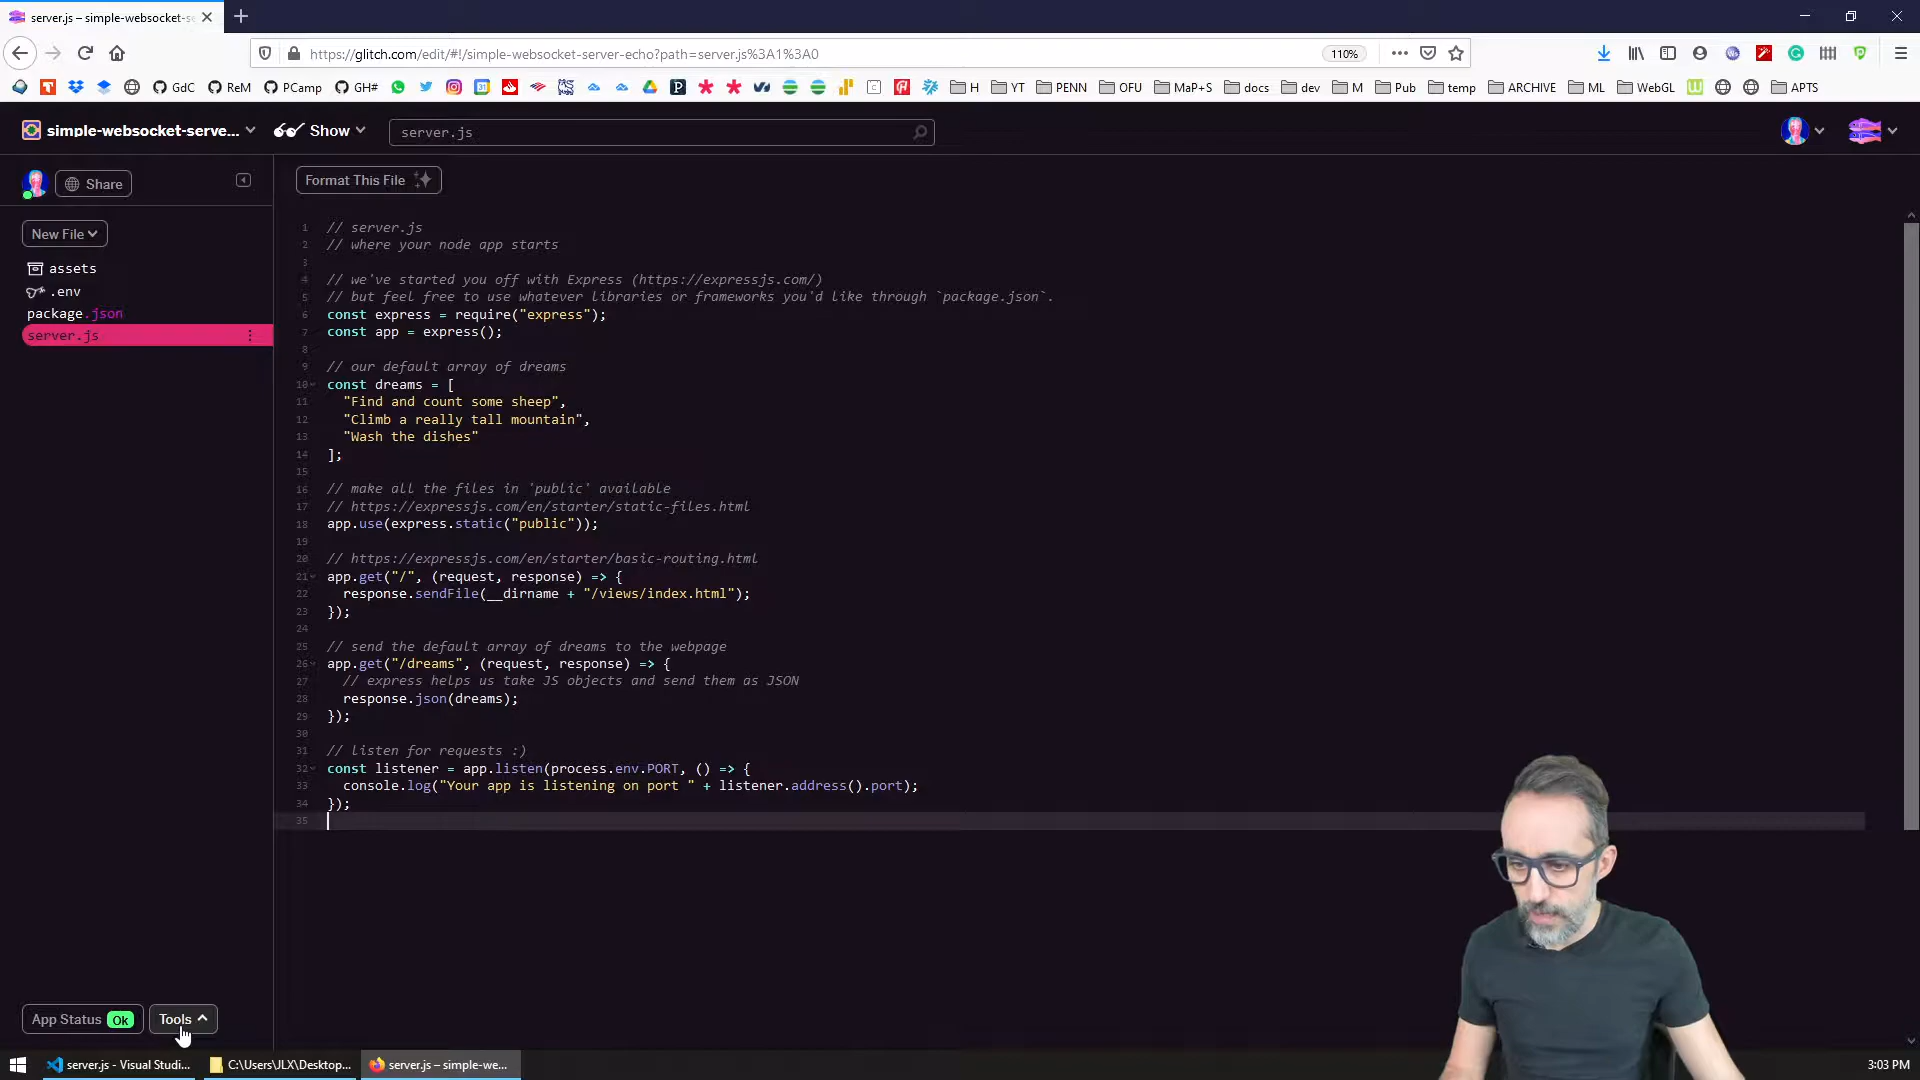 server.js – simple-websocket-se
https://glitch.com/edit/#!/simple-websocket-server-echo?path=server.js%3A1%3A0
110%
GdC
ReM
PCamp
GH#
H
YT
PENN
OFU
MaP+S
docs
dev
M
Pub
temp
ARCHIVE
ML
WebGL
APTS
simple-websocket-serve...
Show
server.js
Share
Format This File
New File
assets
.env
package.json
server.js
1 // server.js
2 // where your node app starts
3
4 // we've started you off with Express (https://expressjs.com/)
5 // but feel free to use whatever libraries or frameworks you'd like through `package.json`.
6 const express = require("express");
7 const app = express();
8
9 // our default array of dreams
10 const dreams = [
11 "Find and count some sheep",
12 "Climb a really tall mountain",
13 "Wash the dishes"
14 ];
15
16 // make all the files in 'public' available
17 // https://expressjs.com/en/starter/static-files.html
18 app.use(express.static("public"));
19
20 // https://expressjs.com/en/starter/basic-routing.html
21 app.get("/", (request, response) => {
22 response.sendFile(__dirname + "/views/index.html");
23 });
24
25 // send the default array of dreams to the webpage
26 app.get("/dreams", (request, response) => {
27 // express helps us take JS objects and send them as JSON
28 response.json(dreams);
29 });
30
31 // listen for requests :)
32 const listener = app.listen(process.env.PORT, () => {
33 console.log("Your app is listening on port " + listener.address().port);
34 });
35
App Status Ok
Tools
server.js - Visual Studi...
C:\Users\JLX\Desktop...
server.js – simple-we...
3:03 PM